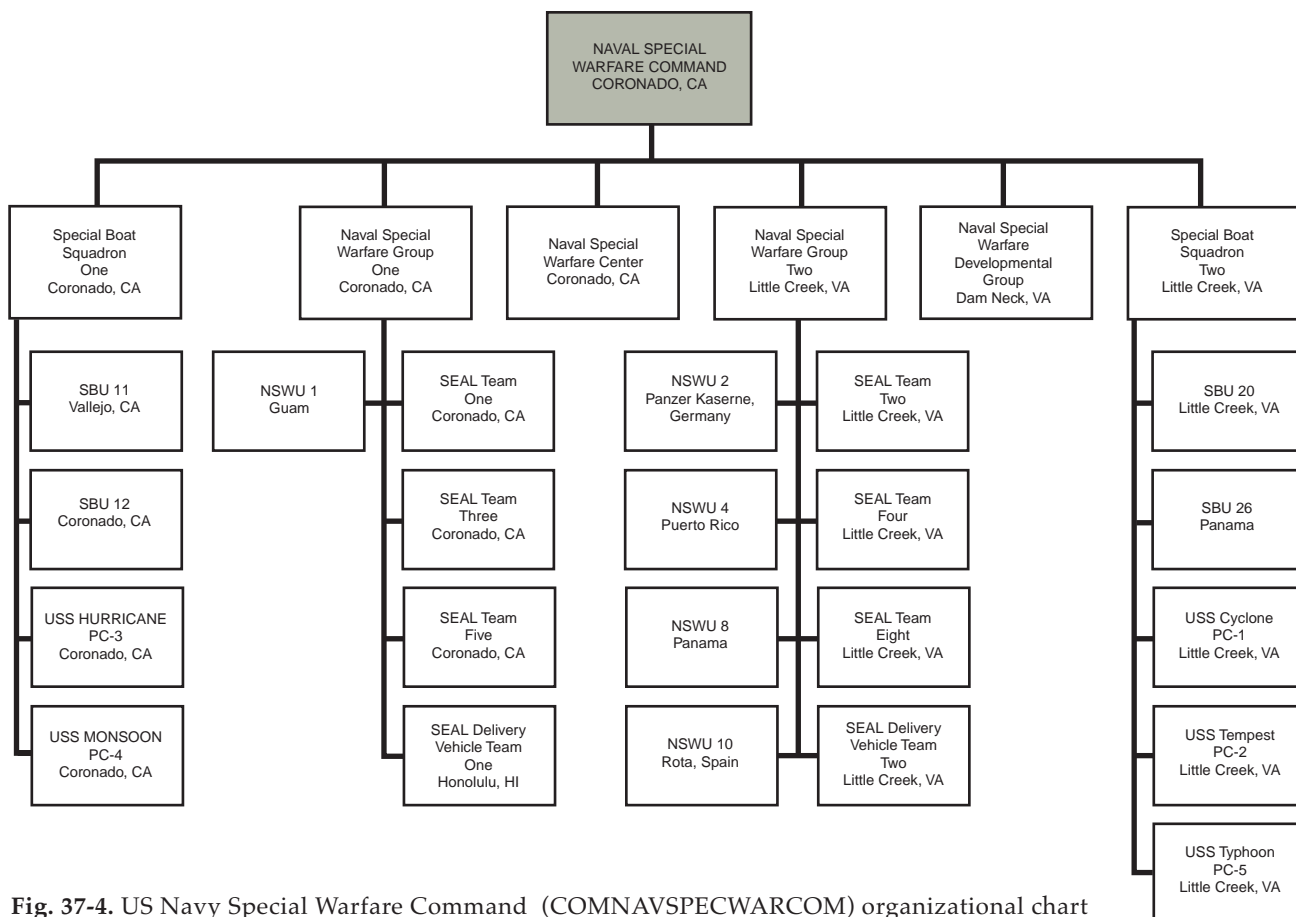 NAVAL SPECIAL
WARFARE COMMAND
CORONADO, CA
Special Boat
Squadron
One
Coronado, CA
Naval Special
Warfare Group
One
Coronado, CA
Naval Special
Warfare Center
Coronado, CA
Naval Special
Warfare Group
Two
Little Creek, VA
Naval Special
Warfare
Developmental
Group
Dam Neck, VA
Special Boat
Squadron
Two
Little Creek, VA
SBU 11
Vallejo, CA
NSWU 1
Guam
SEAL Team
One
Coronado, CA
NSWU 2
Panzer Kaserne,
Germany
SEAL Team
Two
Little Creek, VA
SBU 20
Little Creek, VA
SBU 12
Coronado, CA
SEAL Team
Three
Coronado, CA
NSWU 4
Puerto Rico
SEAL Team
Four
Little Creek, VA
SBU 26
Panama
USS HURRICANE
PC-3
Coronado, CA
SEAL Team
Five
Coronado, CA
NSWU 8
Panama
SEAL Team
Eight
Little Creek, VA
USS Cyclone
PC-1
Little Creek, VA
USS MONSOON
PC-4
Coronado, CA
SEAL Delivery
Vehicle Team
One
Honolulu, HI
NSWU 10
Rota, Spain
SEAL Delivery
Vehicle Team
Two
Little Creek, VA
USS Tempest
PC-2
Little Creek, VA
USS Typhoon
PC-5
Little Creek, VA
Fig. 37-4. US Navy Special Warfare Command (COMNAVSPECWARCOM) organizational chart